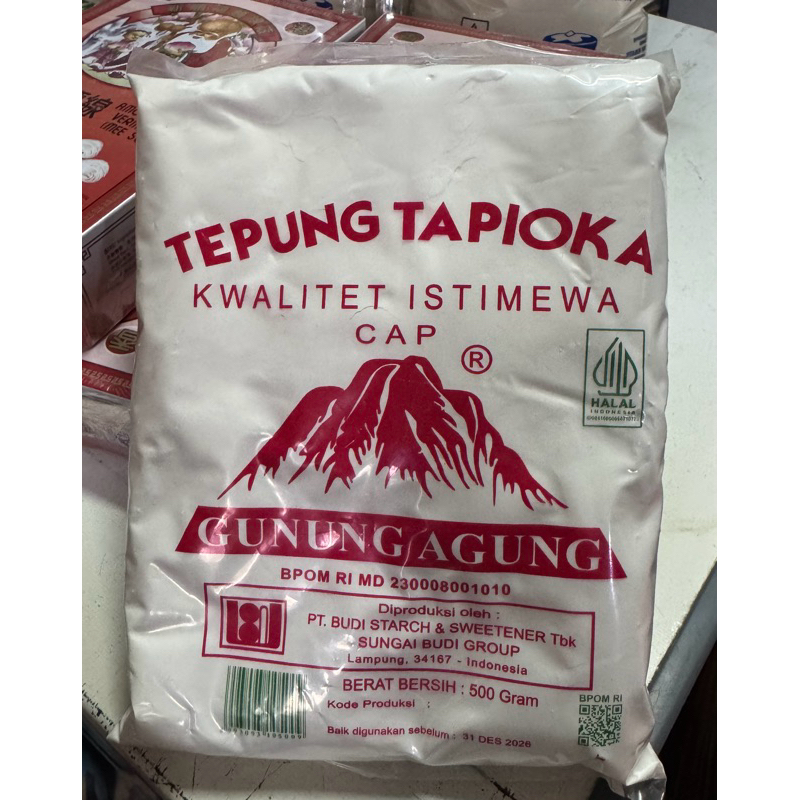 TEPUNG TAPIOKA
KWALITET ISTIMEWA
CAP
®
HALAL
INDONESIA
GUNUNG AGUNG
BPOM RI MD 230008001010
Diproduksi oleh :
PT. BUDI STARCH & SWEETENER Tbk
SUNGAI BUDI GROUP
Lampung, 34167 - Indonesia
BERAT BERSIH : 500 Gram
Kode Produksi :
Baik digunakan sebelum : 31 DES 2026
BPOM RI